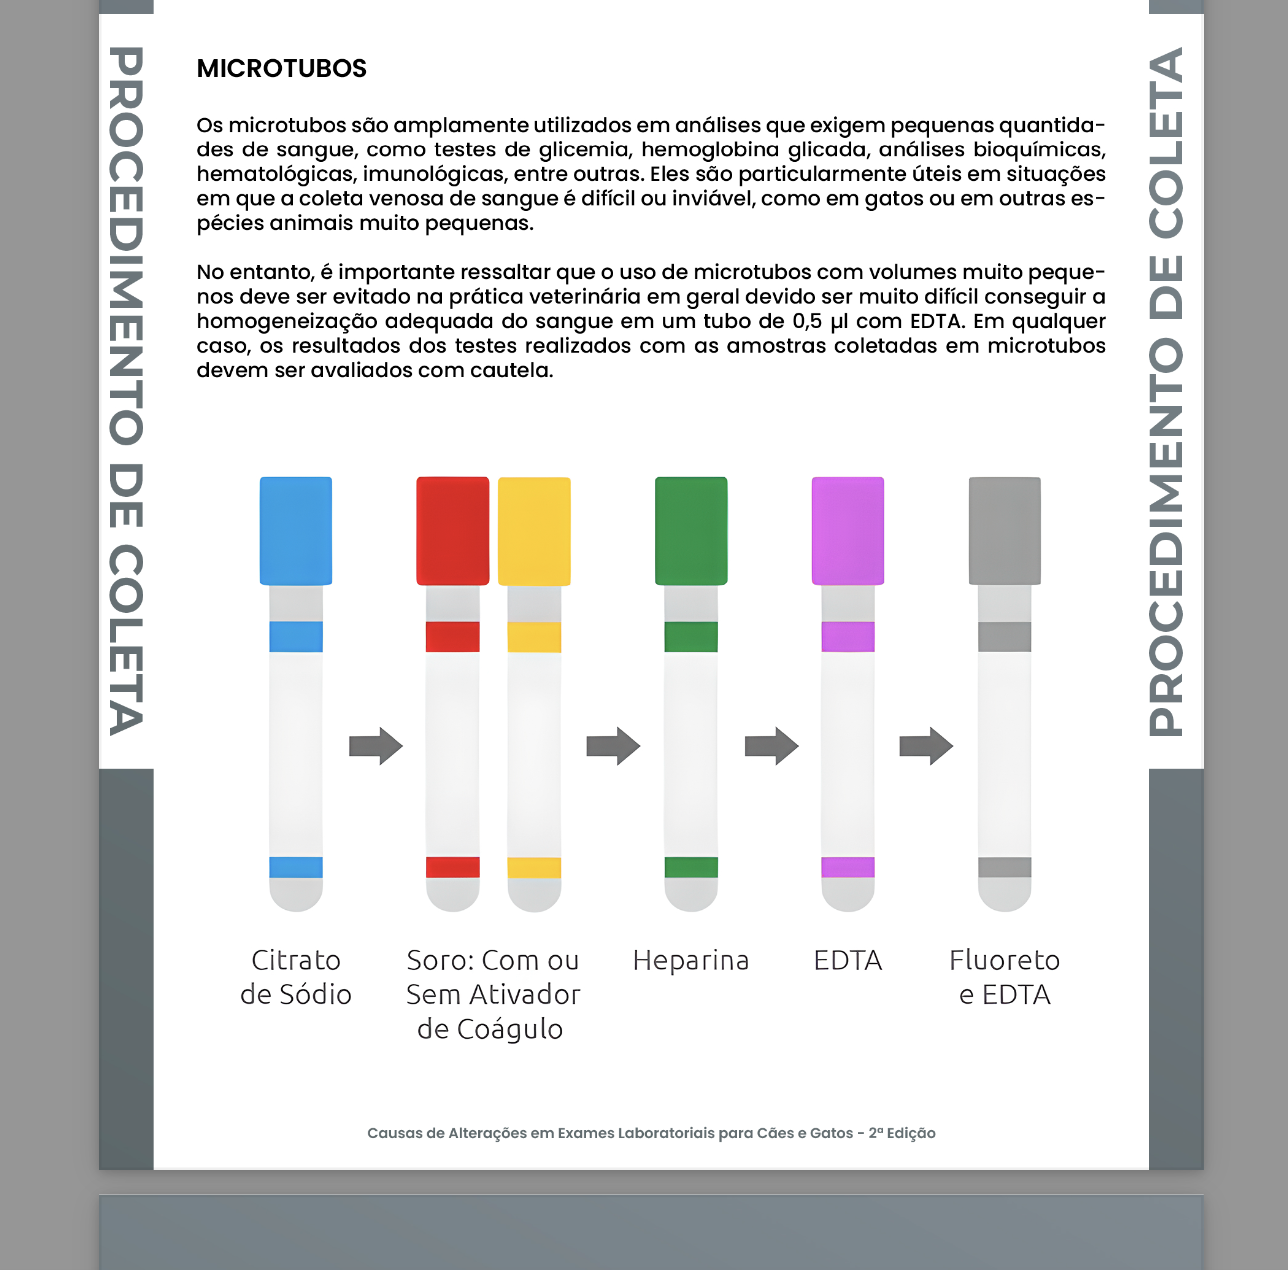 PROCEDIMENTO DE COLETA
MICROTUBOS
Os microtubos são amplamente utilizados em análises que exigem pequenas quantida-
des de sangue, como testes de glicemia, hemoglobina glicada, análises bioquímicas,
hematológicas, imunológicas, entre outras. Eles são particularmente úteis em situações
em que a coleta venosa de sangue é difícil ou inviável, como em gatos ou em outras es-
pécies animais muito pequenas.
No entanto, é importante ressaltar que o uso de microtubos com volumes muito peque-
nos deve ser evitado na prática veterinária em geral devido ser muito difícil conseguir a
homogeneização adequada do sangue em um tubo de 0,5 µl com EDTA. Em qualquer
caso, os resultados dos testes realizados com as amostras coletadas em microtubos
devem ser avaliados com cautela.
Citrato
de Sódio
Soro: Com ou
Sem Ativador
de Coágulo
Heparina
EDTA
Fluoreto
e EDTA
Causas de Alterações em Exames Laboratoriais para Cães e Gatos - 2ª Edição
PROCEDIMENTO DE COLETA